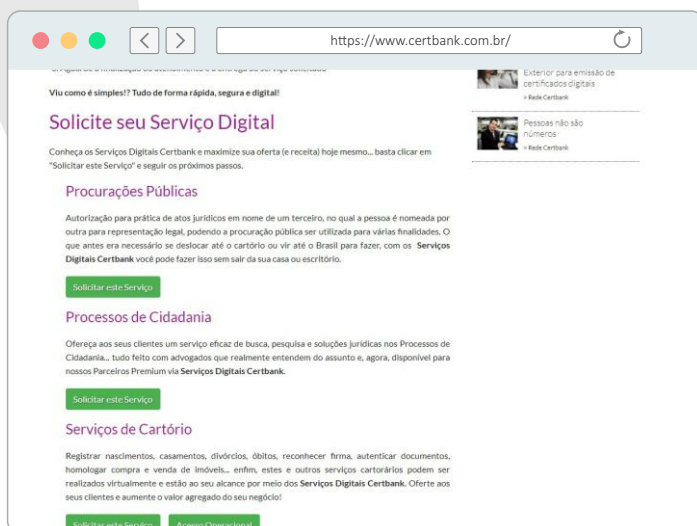 https://www.certbank.com.br/
Viu como é simples!? Tudo de forma rápida, segura e digital!
Solicite seu Serviço Digital
Conheça os Serviços Digitais Certbank e maximize sua oferta (e receita) hoje mesmo... basta clicar em
"Solicitar este Serviço" e seguir os próximos passos.
Procurações Públicas
Autorização para prática de atos jurídicos em nome de um terceiro, no qual a pessoa é nomeada por
outra para representação legal, podendo a procuração pública ser utilizada para várias finalidades. O
que antes era necessário se deslocar até o cartório ou vir até o Brasil para fazer, com os Serviços
Digitais Certbank você pode fazer isso sem sair da sua casa ou escritório.
Solicitar este Serviço
Processos de Cidadania
Ofereça aos seus clientes um serviço eficaz de busca, pesquisa e soluções jurídicas nos Processos de
Cidadania... tudo feito com advogados que realmente entendem do assunto e, agora, disponível para
nossos Parceiros Premium via Serviços Digitais Certbank.
Solicitar este Serviço
Serviços de Cartório
Registrar nascimentos, casamentos, divórcios, óbitos, reconhecer firma, autenticar documentos,
homologar compra e venda de imóveis... enfim, estes e outros serviços cartorários podem ser
realizados virtualmente e estão ao seu alcance por meio dos Serviços Digitais Certbank. Oferte aos
seus clientes e aumente o valor agregado do seu negócio!
Solicitar este Serviço Acesso Operacional
Exterior para emissão de
certificados digitais
» Rede Certbank
Pessoas não são
números
» Rede Certbank